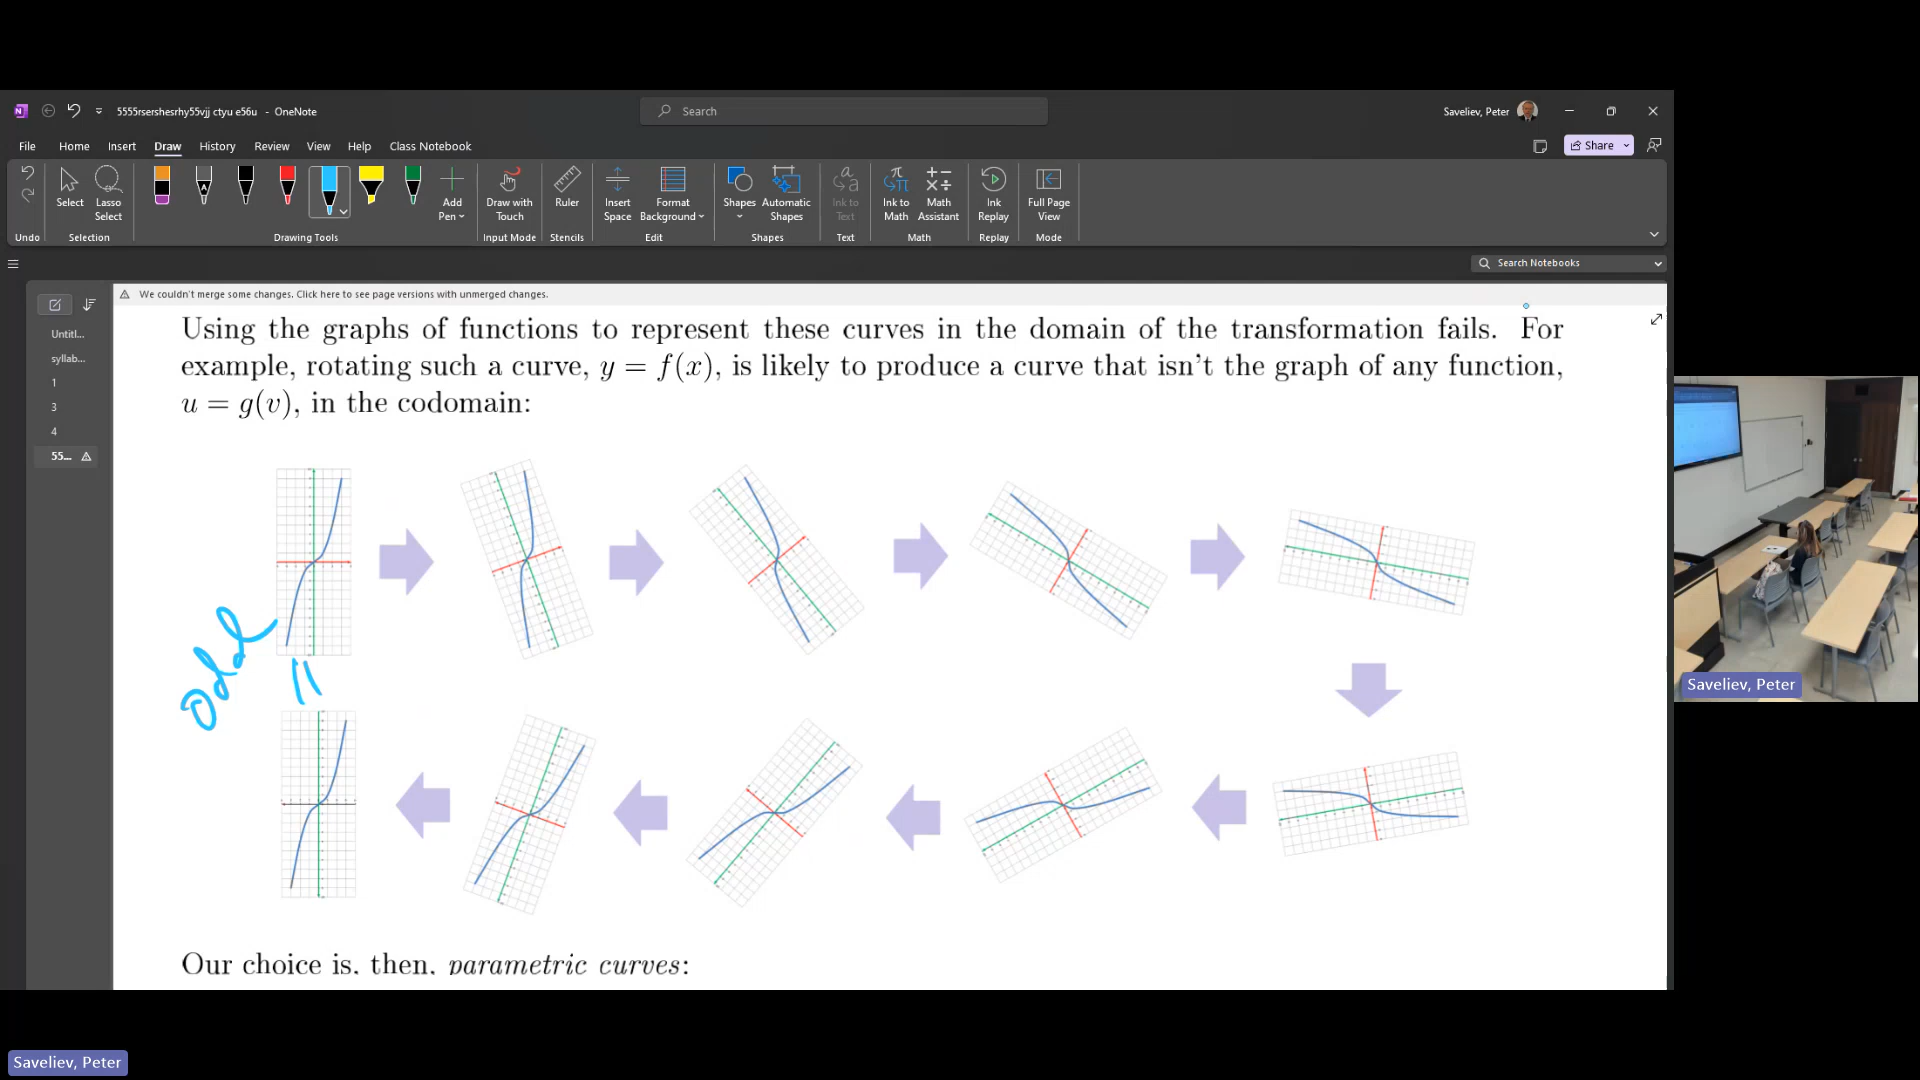 5555rsershesrhy55vjj ctyu e56u - OneNote
Search
Saveliev, Peter
File Home Insert Draw History Review View Help Class Notebook
Share
Undo
Select
Lasso Select
Selection
A
Add Pen
Drawing Tools
Draw with Touch
Input Mode
Ruler
Stencils
Insert Space
Format Background
Edit
Shapes
Automatic Shapes
Shapes
Ink to Text
Text
Ink to Math
Math Assistant
Math
Ink Replay
Replay
Full Page View
Mode
Search Notebooks
We couldn't merge some changes. Click here to see page versions with unmerged changes.
Untitl...
syllab...
1
3
4
55...
Using the graphs of functions to represent these curves in the domain of the transformation fails. For
example, rotating such a curve, y = f(x), is likely to produce a curve that isn't the graph of any function,
u = g(v), in the codomain:
odd
Our choice is, then, parametric curves:
Saveliev, Peter
Saveliev, Peter